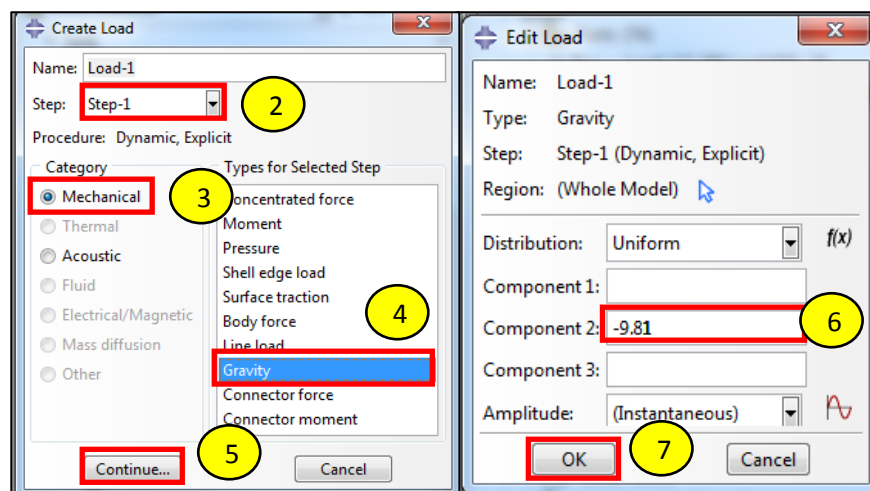 Create Load
X
Name: Load-1
Step: Step-1
2
Procedure: Dynamic, Explicit
Category
Mechanical
3
Thermal
Acoustic
Fluid
Electrical/Magnetic
Mass diffusion
Other
Types for Selected Step
Concentrated force
Moment
Pressure
Shell edge load
Surface traction
Body force
4
Line load
Gravity
Connector force
Connector moment
Continue...
5
Cancel
Edit Load
X
Name: Load-1
Type: Gravity
Step: Step-1 (Dynamic, Explicit)
Region: (Whole Model)
Distribution: Uniform f(x)
Component 1:
Component 2: -9.81
6
Component 3:
Amplitude: (Instantaneous)
OK
7
Cancel